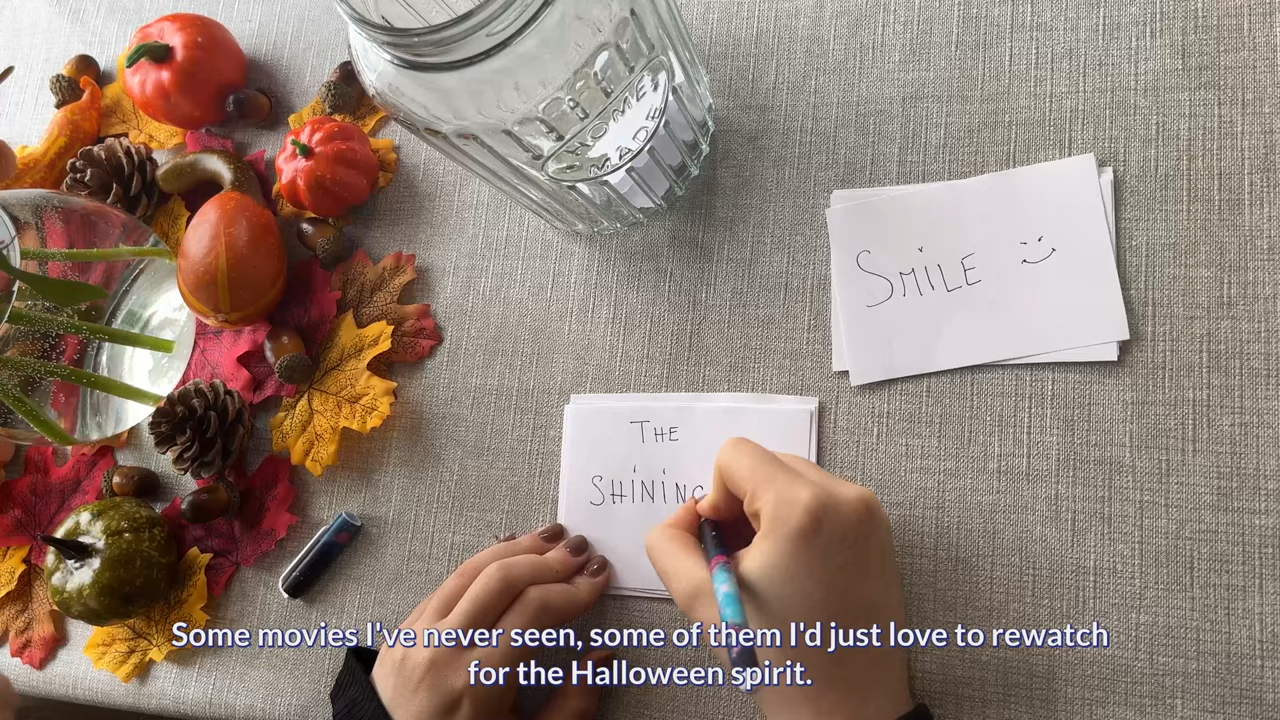 HOME
MADE
SMiLE
THE
SHiNiNG
Some movies I've never seen, some of them I'd just love to rewatch
for the Halloween spirit.